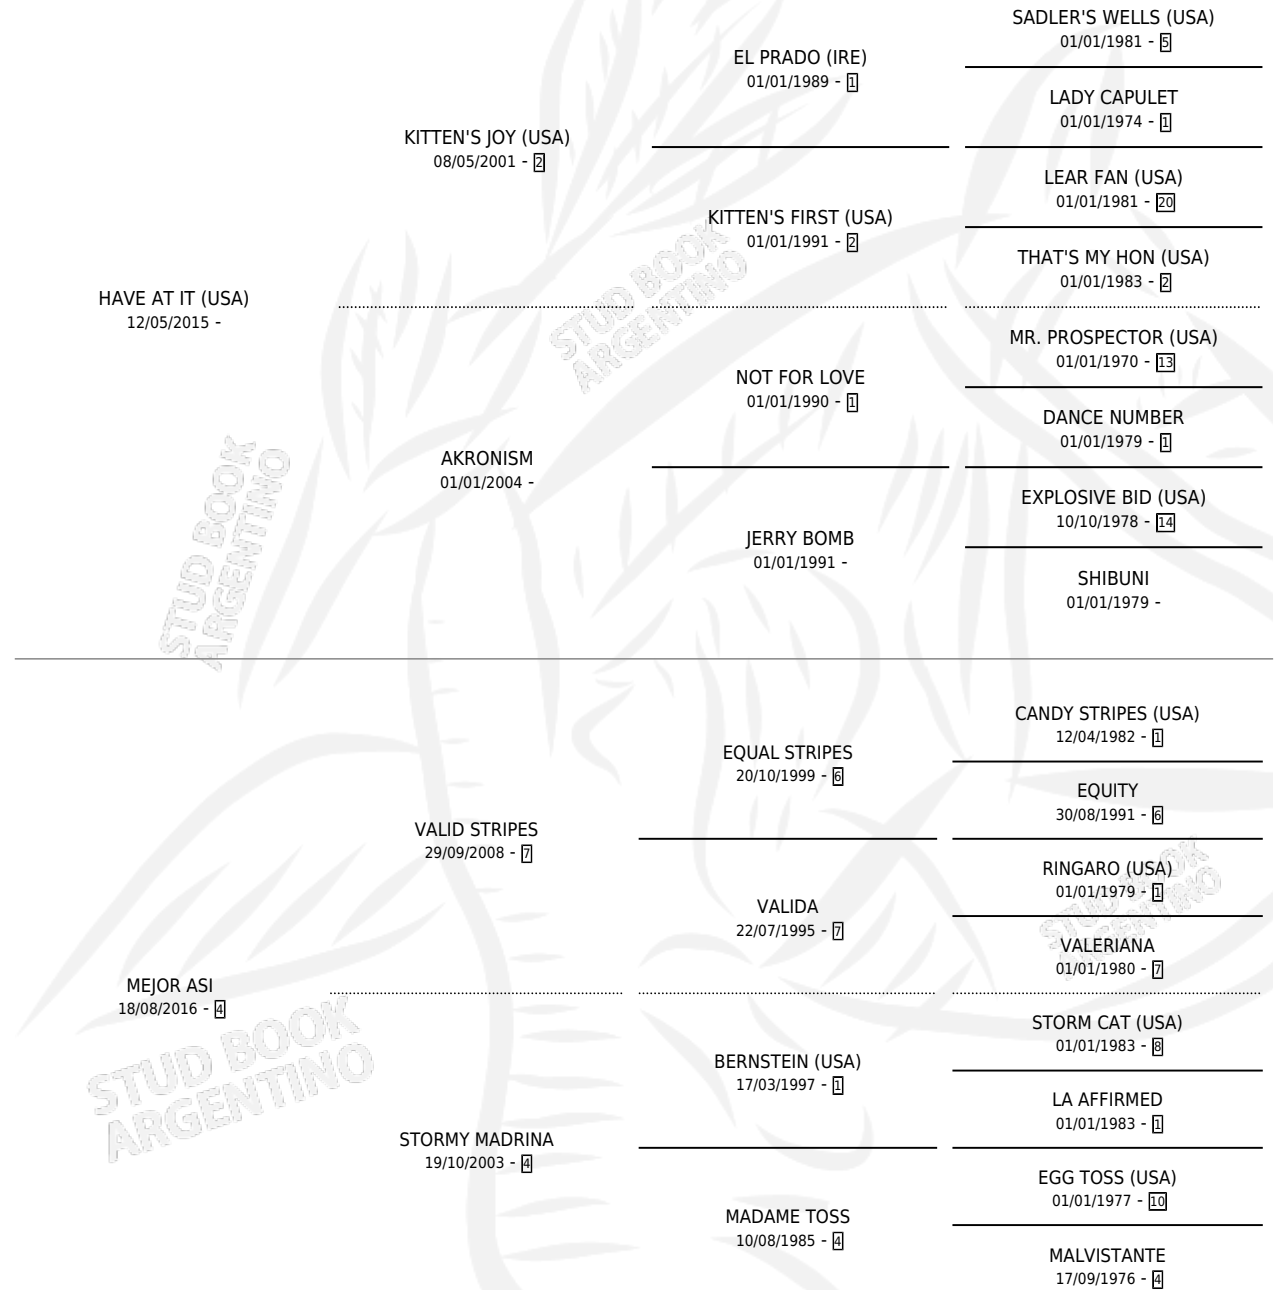 SADLER'S WELLS (USA)
01/01/1981 - 5
EL PRADO (IRE)
01/01/1989 - 1
LADY CAPULET
01/01/1974 - 1
KITTEN'S JOY (USA)
08/05/2001 - 2
LEAR FAN (USA)
01/01/1981 - 20
KITTEN'S FIRST (USA)
01/01/1991 - 2
THAT'S MY HON (USA)
01/01/1983 - 2
HAVE AT IT (USA)
12/05/2015 -
STUD BOOK
ARGENTINO
MR. PROSPECTOR (USA)
01/01/1970 - 13
NOT FOR LOVE
01/01/1990 - 1
DANCE NUMBER
01/01/1979 - 1
AKRONISM
01/01/2004 -
EXPLOSIVE BID (USA)
10/10/1978 - 14
JERRY BOMB
01/01/1991 -
SHIBUNI
01/01/1979 -
STUD BOOK
ARGENTINO
CANDY STRIPES (USA)
12/04/1982 - 1
EQUAL STRIPES
20/10/1999 - 6
EQUITY
30/08/1991 - 6
VALID STRIPES
29/09/2008 - 7
RINGARO (USA)
01/01/1979 - 1
VALIDA
22/07/1995 - 7
VALERIANA
01/01/1980 - 7
STUD BOOK
ARGENTINO
MEJOR ASI
18/08/2016 - 4
STORM CAT (USA)
01/01/1983 - 8
BERNSTEIN (USA)
17/03/1997 - 1
LA AFFIRMED
01/01/1983 - 1
STORMY MADRINA
19/10/2003 - 4
EGG TOSS (USA)
01/01/1977 - 10
MADAME TOSS
10/08/1985 - 4
MALVISTANTE
17/09/1976 - 4
STUD BOOK
ARGENTINO